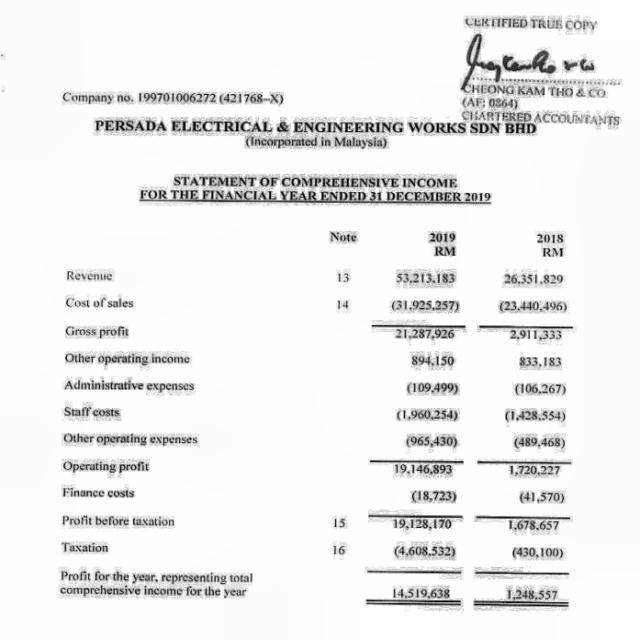 CERTIFIED TRUE COPY
CHEONG KAM THO & CO
(AF: 0864)
CHARTERED ACCOUNTANTS
Company no. 199701006272 (421768–X)
PERSADA ELECTRICAL & ENGINEERING WORKS SDN BHD
(Incorporated in Malaysia)
STATEMENT OF COMPREHENSIVE INCOME
FOR THE FINANCIAL YEAR ENDED 31 DECEMBER 2019
Note 2019 2018
RM RM
Revenue 13 53,213,183 26,351,829
Cost of sales 14 (31,925,257) (23,440,496)
Gross profit 21,287,926 2,911,333
Other operating income 894,150 833,183
Administrative expenses (109,499) (106,267)
Staff costs (1,960,254) (1,428,554)
Other operating expenses (965,430) (489,468)
Operating profit 19,146,893 1,720,227
Finance costs (18,723) (41,570)
Profit before taxation 15 19,128,170 1,678,657
Taxation 16 (4,608,532) (430,100)
Profit for the year, representing total
comprehensive income for the year 14,519,638 1,248,557